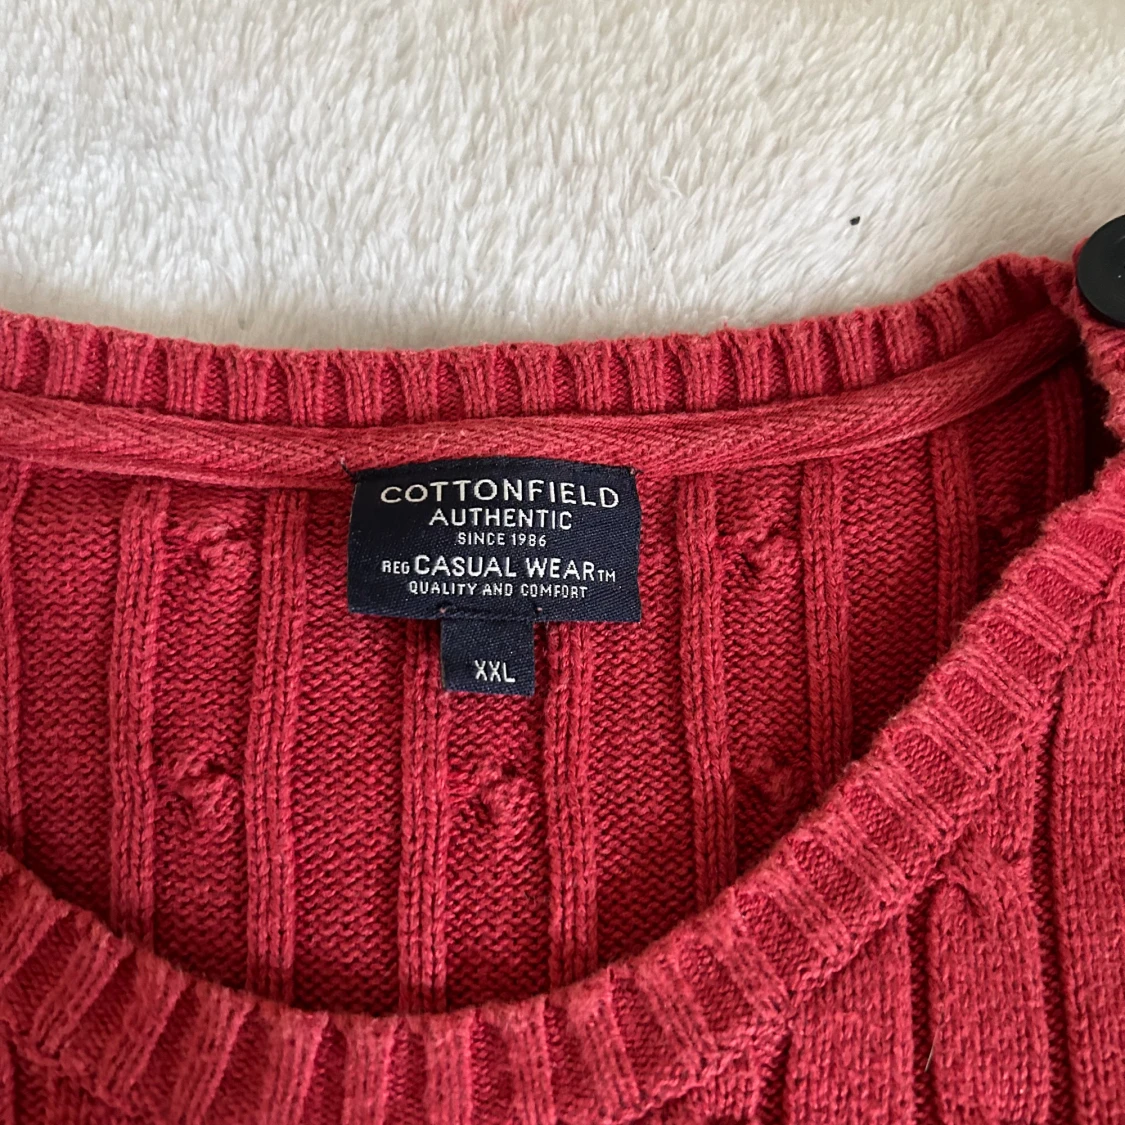 COTTONFIELD
AUTHENTIC
SINCE 1986
REG CASUAL WEAR TM
QUALITY AND COMFORT
XXL